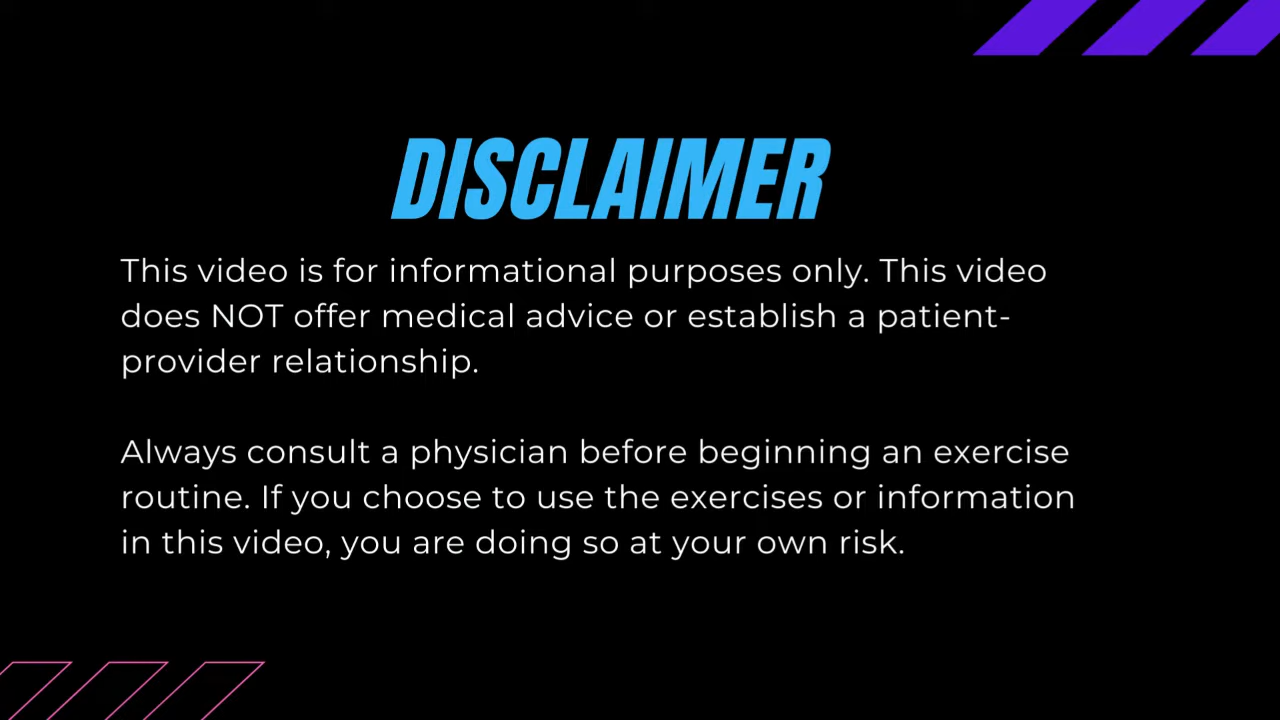 DISCLAIMER
This video is for informational purposes only. This video
does NOT offer medical advice or establish a patient-
provider relationship.
Always consult a physician before beginning an exercise
routine. If you choose to use the exercises or information
in this video, you are doing so at your own risk.